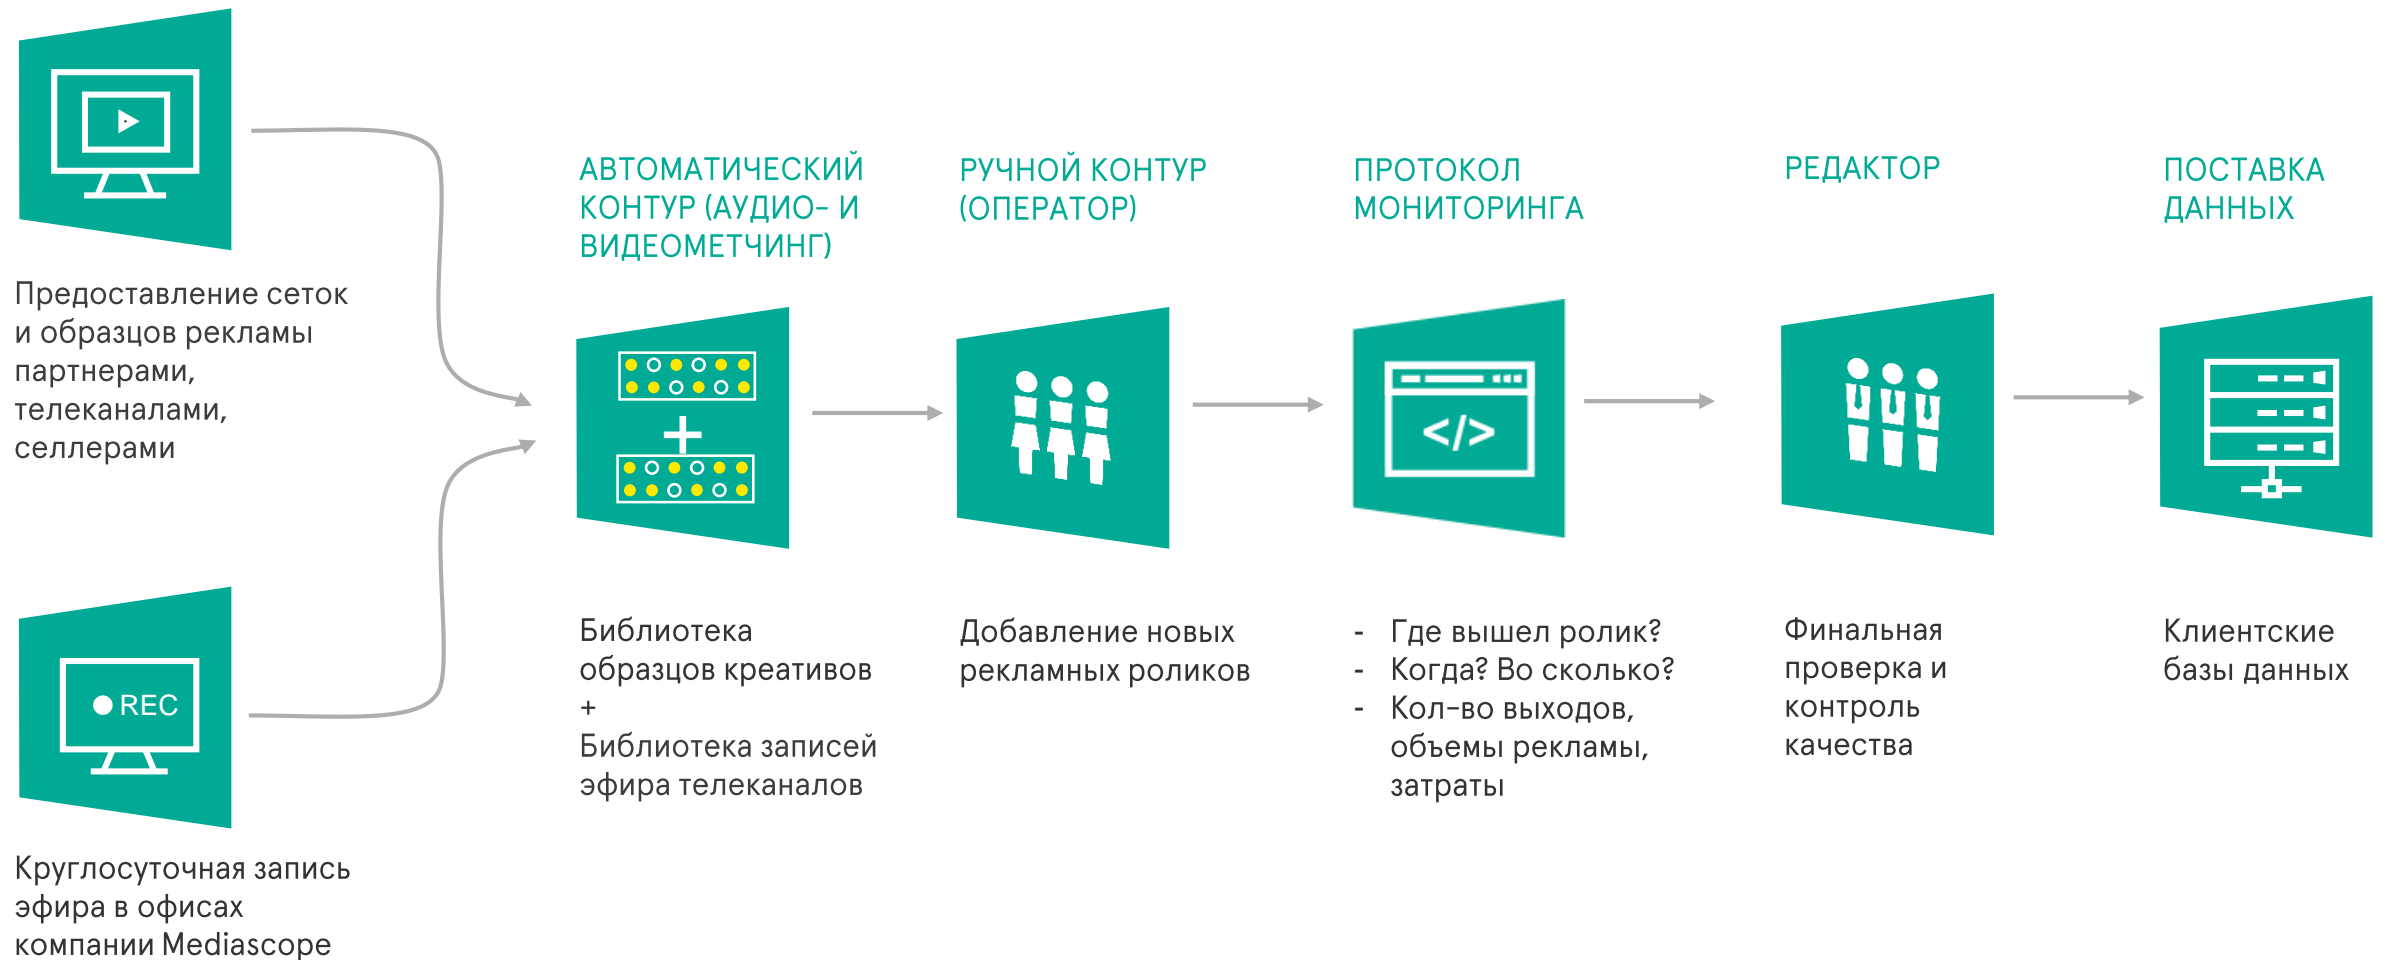 Предоставление сеток
и образцов рекламы
партнерами,
телеканалами,
селлерами
REC
Круглосуточная запись
эфира в офисах
компании Mediascope
АВТОМАТИЧЕСКИЙ
КОНТУР (АУДИО- И
ВИДЕОМЕТЧИНГ)
Библиотека
образцов креативов
+
Библиотека записей
эфира телеканалов
РУЧНОЙ КОНТУР
(ОПЕРАТОР)
Добавление новых
рекламных роликов
ПРОТОКОЛ
МОНИТОРИНГА
</>
- Где вышел ролик?
- Когда? Во сколько?
- Кол-во выходов,
объемы рекламы,
затраты
РЕДАКТОР
Финальная
проверка и
контроль
качества
ПОСТАВКА
ДАННЫХ
Клиентские
базы данных